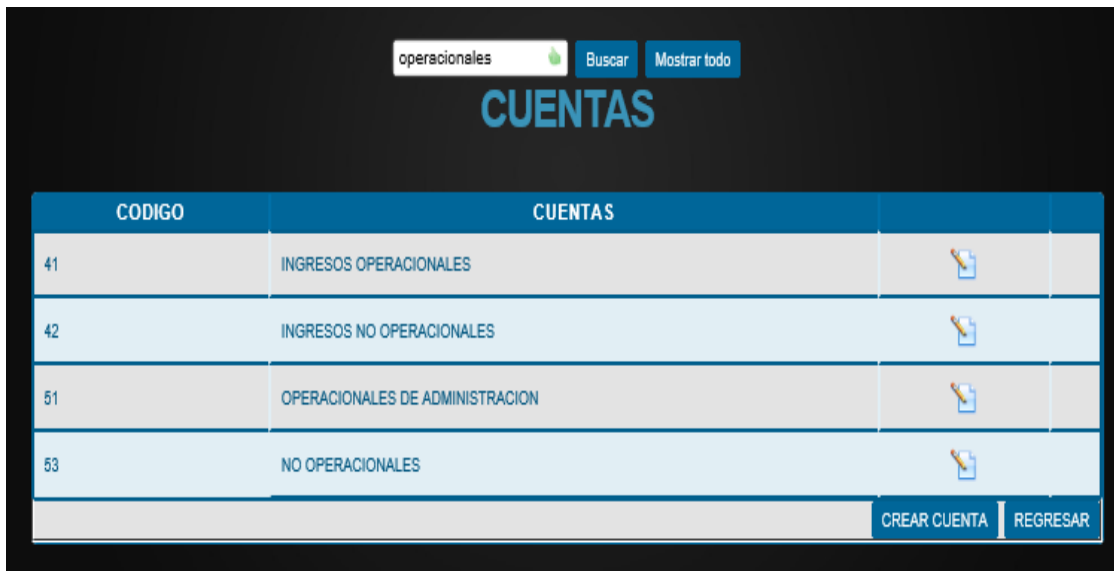 operacionales Buscar Mostrar todo
CUENTAS
CODIGO CUENTAS
41 INGRESOS OPERACIONALES
42 INGRESOS NO OPERACIONALES
51 OPERACIONALES DE ADMINISTRACION
53 NO OPERACIONALES
CREAR CUENTA REGRESAR